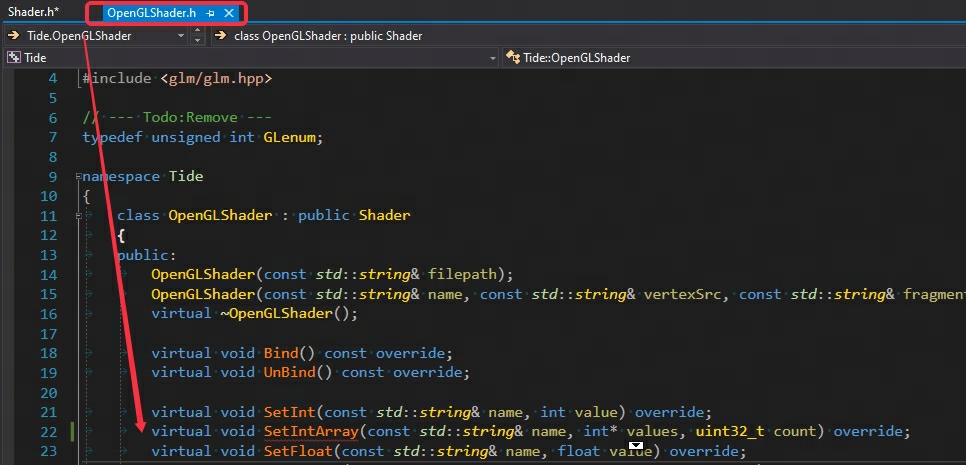 Shader.h* OpenGLShader.h
Tide.OpenGLShader class OpenGLShader : public Shader
Tide Tide::OpenGLShader
4 #include <glm/glm.hpp>
5
6 // --- Todo:Remove ---
7 typedef unsigned int GLenum;
8
9 namespace Tide
10 {
11 class OpenGLShader : public Shader
12 {
13 public:
14 OpenGLShader(const std::string& filepath);
15 OpenGLShader(const std::string& name, const std::string& vertexSrc, const std::string& fragment
16 virtual ~OpenGLShader();
17
18 virtual void Bind() const override;
19 virtual void UnBind() const override;
20
21 virtual void SetInt(const std::string& name, int value) override;
22 virtual void SetIntArray(const std::string& name, int* values, uint32_t count) override;
23 virtual void SetFloat(const std::string& name, float value) override;